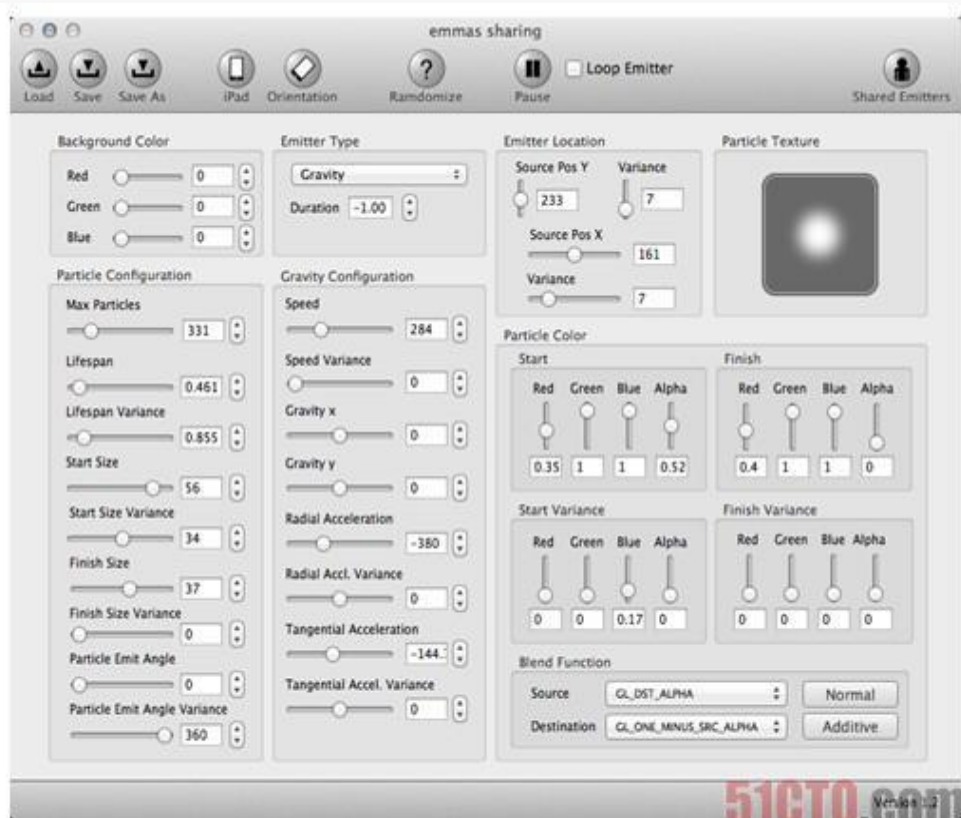 emmas sharing
Load Save Save As iPad Orientation Ramdomize Pause Loop Emitter Shared Emitters
Background Color
Red 0
Green 0
Blue 0
Emitter Type
Gravity
Duration -1.00
Emitter Location
Source Pos Y Variance
233 7
Source Pos X
161
Variance
7
Particle Texture
Particle Configuration
Max Particles
331
Lifespan
0.461
Lifespan Variance
0.855
Start Size
56
Start Size Variance
34
Finish Size
37
Finish Size Variance
0
Particle Emit Angle
0
Particle Emit Angle Variance
360
Gravity Configuration
Speed
284
Speed Variance
0
Gravity x
0
Gravity y
0
Radial Acceleration
-380
Radial Accl. Variance
0
Tangential Acceleration
-144.
Tangential Accel. Variance
0
Particle Color
Start
Red Green Blue Alpha
0.35 1 1 0.52
Finish
Red Green Blue Alpha
0.4 1 1 0
Start Variance
Red Green Blue Alpha
0 0 0.17 0
Finish Variance
Red Green Blue Alpha
0 0 0 0
Blend Function
Source GL_DST_ALPHA Normal
Destination GL_ONE_MINUS_SRC_ALPHA Additive
Version 1.2
51CTO.com